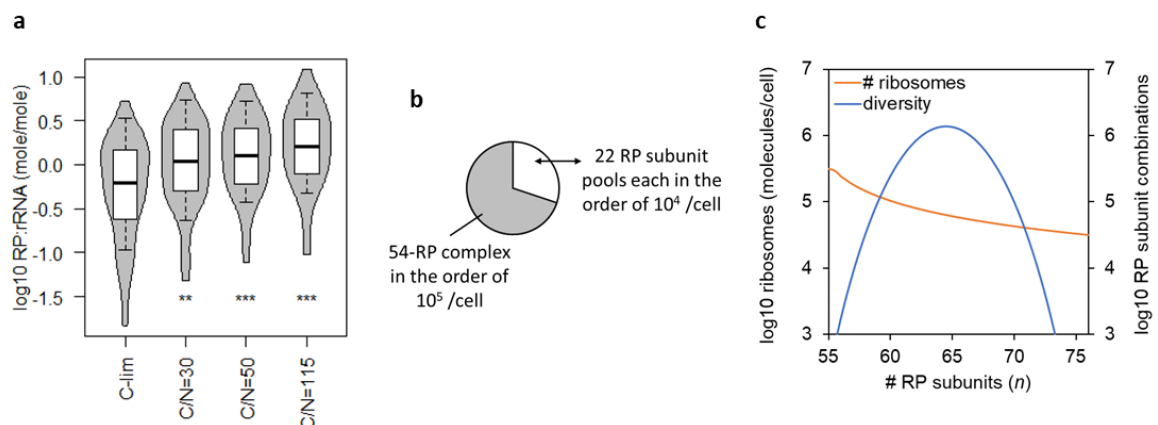 a
log10 RP:rRNA (mole/mole)
1.0
0.5
0.0
-0.5
-1.0
-1.5
**
***
***
C-lim
C/N=30
C/N=50
C/N=115
b
22 RP subunit
pools each in the
order of 10⁴ /cell
54-RP complex
in the order of
10⁵ /cell
c
log10 ribosomes (molecules/cell)
7
6
5
4
3
# ribosomes
diversity
7
6
5
4
3
log10 RP subunit combinations
55
60
65
70
75
# RP subunits (n)